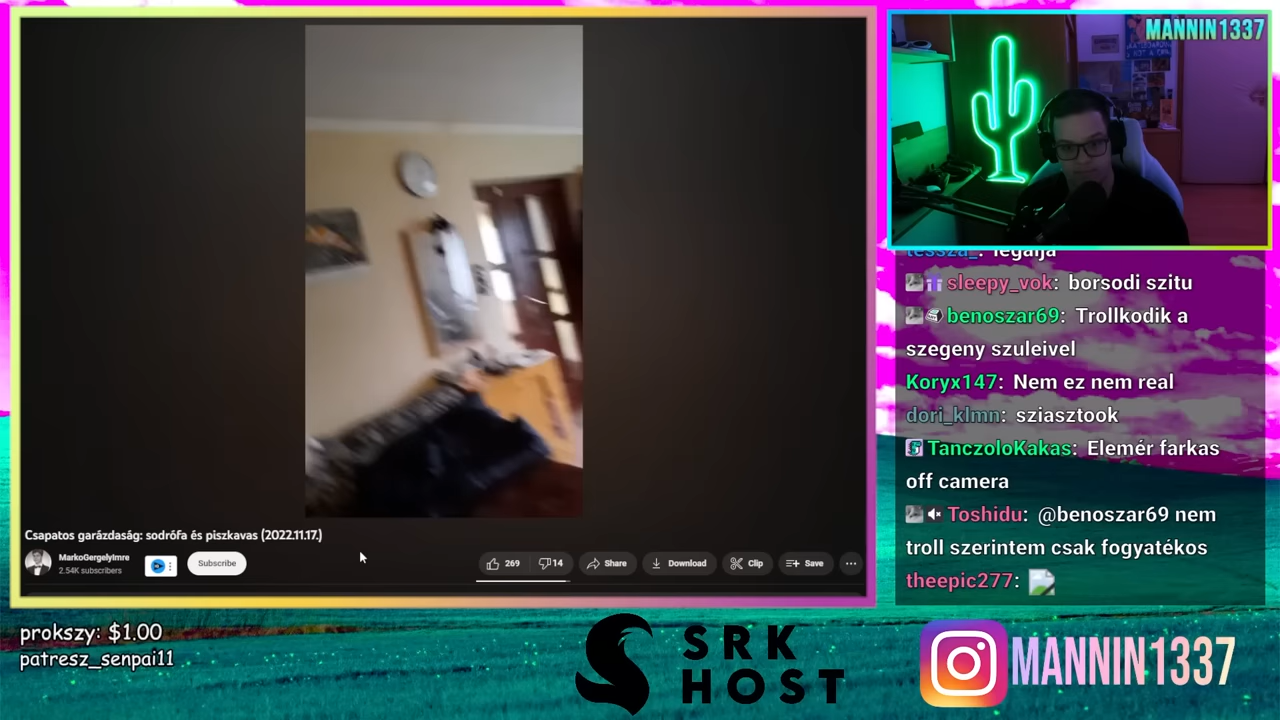 MANNIN1337
tessza_: legálja
sleepy_vok: borsodi szitu
benoszar69: Trollkodik a
szegeny szuleivel
Koryx147: Nem ez nem real
dori_klmn: sziasztook
TanczoloKakas: Elemér farkas
off camera
Toshidu: @benoszar69 nem
troll szerintem csak fogyatékos
theepic277:
Csapatos garázdaság: sodrófa és piszkavas (2022.11.17.)
MarkoGergelyImre
2.54K subscribers
Subscribe
269
14
Share
Download
Clip
Save
prokszy: $1.00
patresz_senpai11
SRK
HOST
MANNIN1337